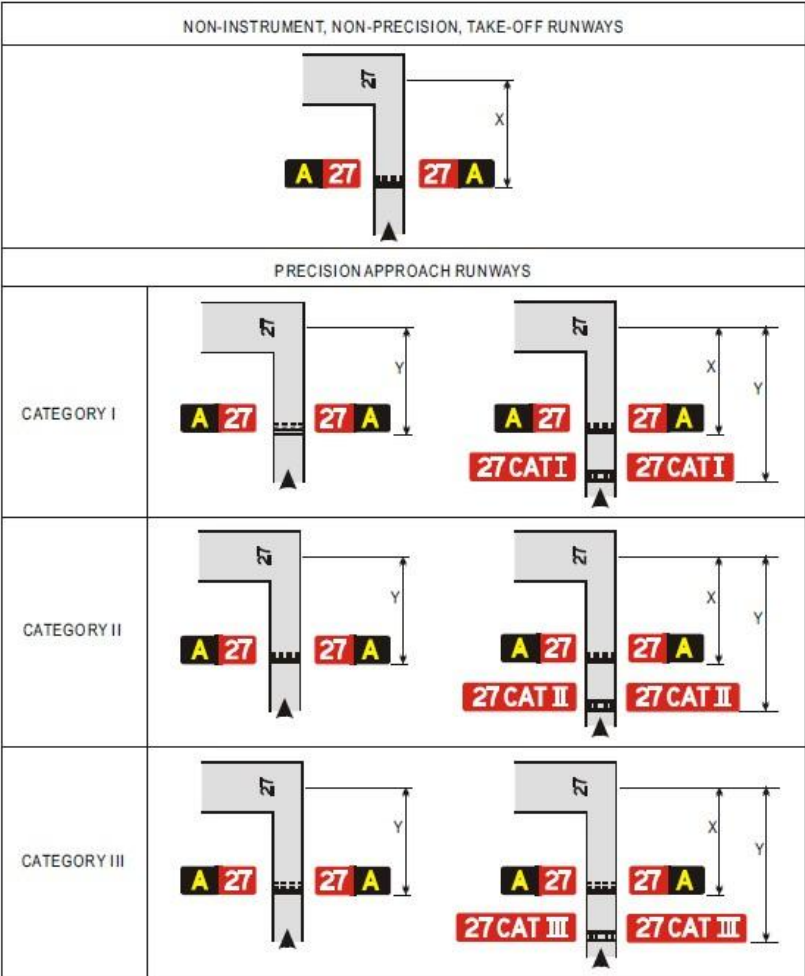 NON-INSTRUMENT, NON-PRECISION, TAKE-OFF RUNWAYS
27
X
A 27 27 A
PRECISION APPROACH RUNWAYS
CATEGORY I
27
Y
A 27 27 A
27
X
Y
A 27 27 A
27 CAT I 27 CAT I
CATEGORY II
27
Y
A 27 27 A
27
X
Y
A 27 27 A
27 CAT II 27 CAT II
CATEGORY III
27
Y
A 27 27 A
27
X
Y
A 27 27 A
27 CAT III 27 CAT III